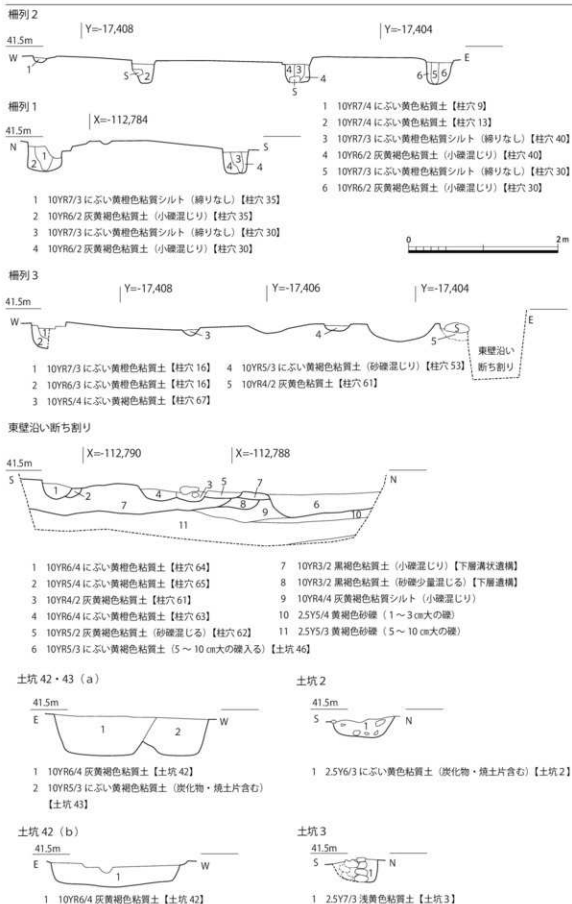 柵列 2
Y=-17,408
Y=-17,404
41.5m
W
E
1
S
2
4
3
4
S
6
5
6
1 10YR7/4 にぶい黄色粘質土【柱穴 9】
2 10YR7/4 にぶい黄橙色粘質土【柱穴 13】
3 10YR7/3 にぶい黄橙色粘質シルト（締りなし）【柱穴 40】
4 10YR6/2 灰黄褐色粘質土（小礫混じり）【柱穴 40】
5 10YR7/3 にぶい黄橙色粘質シルト（締りなし）【柱穴 30】
6 10YR6/2 灰黄褐色粘質土（小礫混じり）【柱穴 30】
柵列 1
X=-112,784
41.5m
N
S
2
1
4
3
4
1 10YR7/3 にぶい黄橙色粘質シルト（締りなし）【柱穴 35】
2 10YR6/2 灰黄褐色粘質土（小礫混じり）【柱穴 35】
3 10YR7/3 にぶい黄橙色粘質シルト（締りなし）【柱穴 30】
4 10YR6/2 灰黄褐色粘質土（小礫混じり）【柱穴 30】
0
2 m
柵列 3
Y=-17,408
Y=-17,406
Y=-17,404
41.5m
W
E
1
2
3
4
5
S
東壁沿い
断ち割り
1 10YR7/3 にぶい黄橙色粘質土【柱穴 16】
2 10YR6/3 にぶい黄橙色粘質土【柱穴 16】
3 10YR5/4 にぶい黄褐色粘質土【柱穴 67】
4 10YR5/3 にぶい黄褐色粘質土（砂礫混じり）【柱穴 53】
5 10YR4/2 灰黄色粘質土【柱穴 61】
東壁沿い断ち割り
X=-112,790
X=-112,788
41.5m
S
N
1
2
4
3
5
7
7
8
9
6
10
11
1 10YR6/4 にぶい黄橙色粘質土【柱穴 64】
2 10YR5/4 にぶい黄橙色粘質土【柱穴 65】
3 10YR4/2 灰黄褐色粘質土【柱穴 61】
4 10YR6/4 にぶい黄橙色粘質土【柱穴 63】
5 10YR5/2 灰黄褐色粘質土（砂礫混じる）【柱穴 62】
6 10YR5/3 にぶい黄褐色粘質土（5 ～ 10 ㎝大の礫入る）【土坑 46】
7 10YR3/2 黒褐色粘質土（小礫混じり）【下層溝状遺構】
8 10YR3/2 黒褐色粘質土（砂礫少量混じる）【下層遺構】
9 10YR4/4 灰黄褐色粘質シルト（小礫混じり）
10 2.5Y5/4 黄褐色砂礫（1 ～ 3 ㎝大の礫）
11 2.5Y5/3 黄褐色砂礫（5 ～ 10 ㎝大の礫）
土坑 42・43（a）
41.5m
E
W
1
2
1 10YR6/4 灰黄褐色粘質土【土坑 42】
2 10YR5/3 にぶい黄褐色粘質土（炭化物・焼土片含む）
【土坑 43】
土坑 2
41.5m
S
N
1
1 2.5Y6/3 にぶい黄色粘質土（炭化物・焼土片含む）【土坑 2】
土坑 42（b）
41.5m
E
W
1
1 10YR6/4 灰黄褐色粘質土【土坑 42】
土坑 3
41.5m
S
N
1
1 2.5Y7/3 浅黄色粘質土【土坑 3】